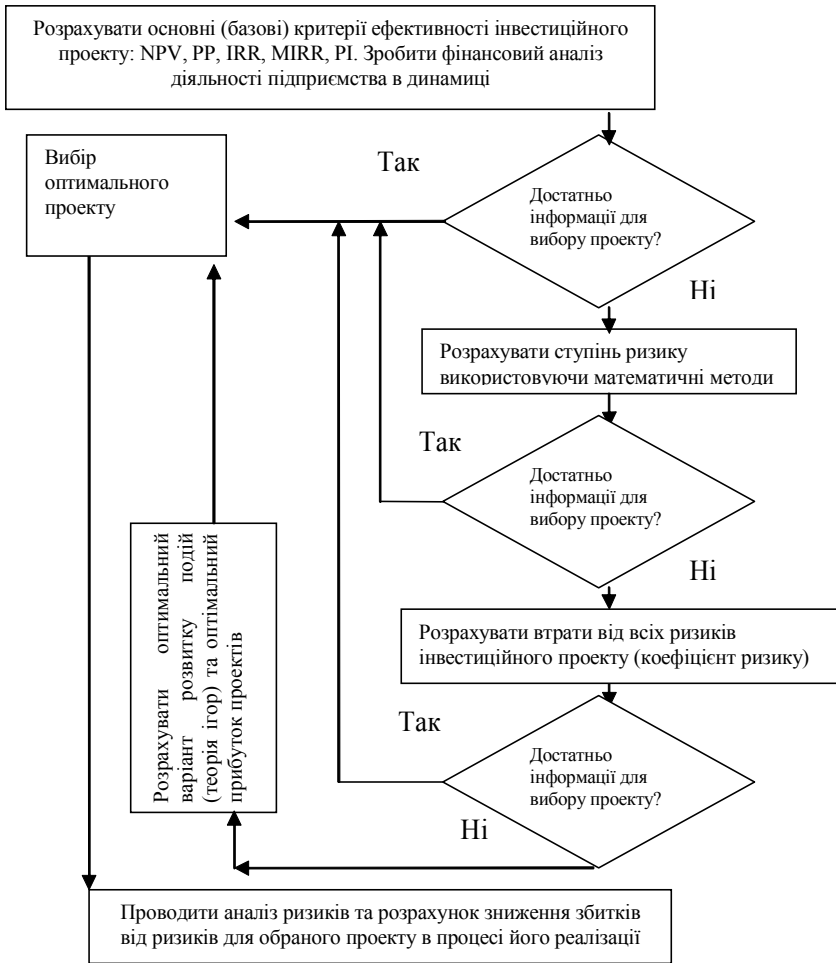 Розрахувати основні (базові) критерії ефективності інвестиційного
проекту: NPV, PP, IRR, MIRR, PI. Зробити фінансовий аналіз
діяльності підприємства в динамиці
Вибір
оптимального
проекту
Так
Достатньо
інформації для
вибору проекту?
Ні
Розрахувати ступінь ризику
використовуючи математичні методи
Так
Достатньо
інформації для
вибору проекту?
Ні
Розрахувати оптимальний
варіант розвитку подій
(теорія ігор) та оптімальний
прибуток проектів
Розрахувати втрати від всіх ризиків
інвестиційного проекту (коефіцієнт ризику)
Так
Достатньо
інформації для
вибору проекту?
Ні
Проводити аналіз ризиків та розрахунок зниження збитків
від ризиків для обраного проекту в процесі його реалізації